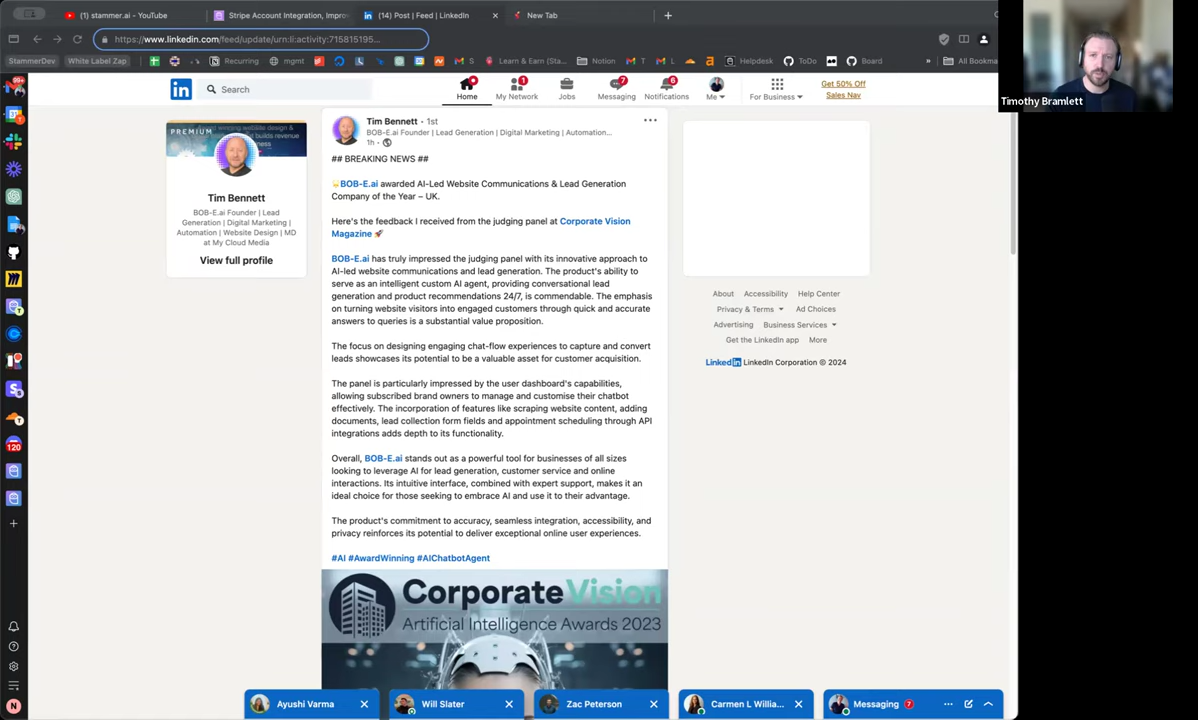 (1) stammer.ai - YouTube
Stripe Account Integration, Impro
(14) Post | Feed | LinkedIn
New Tab
https://www.linkedin.com/feed/update/urn:li:activity:715815195...
StammerDev
White Label Zap
Recurring
mgmt
S
Learn & Earn (Sta...
Notion
T
L
Helpdesk
ToDo
Board
All Bookma
Search
Home
My Network
Jobs
Messaging
Notifications
Me
For Business
Get 50% Off
Sales Nav
Timothy Bramlett
PREMIUM
Tim Bennett
BOB-E.ai Founder | Lead
Generation | Digital Marketing |
Automation | Website Design | MD
at My Cloud Media
View full profile
Tim Bennett • 1st
BOB-E.ai Founder | Lead Generation | Digital Marketing | Automation...
1h •
## BREAKING NEWS ##
BOB-E.ai awarded AI-Led Website Communications & Lead Generation
Company of the Year – UK.
Here's the feedback I received from the judging panel at Corporate Vision
Magazine
BOB-E.ai has truly impressed the judging panel with its innovative approach to
AI-led website communications and lead generation. The product's ability to
serve as an intelligent custom AI agent, providing conversational lead
generation and product recommendations 24/7, is commendable. The emphasis
on turning website visitors into engaged customers through quick and accurate
answers to queries is a substantial value proposition.
The focus on designing engaging chat-flow experiences to capture and convert
leads showcases its potential to be a valuable asset for customer acquisition.
The panel is particularly impressed by the user dashboard's capabilities,
allowing subscribed brand owners to manage and customise their chatbot
effectively. The incorporation of features like scraping website content, adding
documents, lead collection form fields and appointment scheduling through API
integrations adds depth to its functionality.
Overall, BOB-E.ai stands out as a powerful tool for businesses of all sizes
looking to leverage AI for lead generation, customer service and online
interactions. Its intuitive interface, combined with expert support, makes it an
ideal choice for those seeking to embrace AI and use it to their advantage.
The product's commitment to accuracy, seamless integration, accessibility, and
privacy reinforces its potential to deliver exceptional online user experiences.
#AI #AwardWinning #AIChatbotAgent
Corporate Vision
Artificial Intelligence Awards 2023
About Accessibility Help Center
Privacy & Terms Ad Choices
Advertising Business Services
Get the LinkedIn app More
LinkedIn LinkedIn Corporation © 2024
Ayushi Varma
Will Slater
Zac Peterson
Carmen L Willia...
Messaging 7